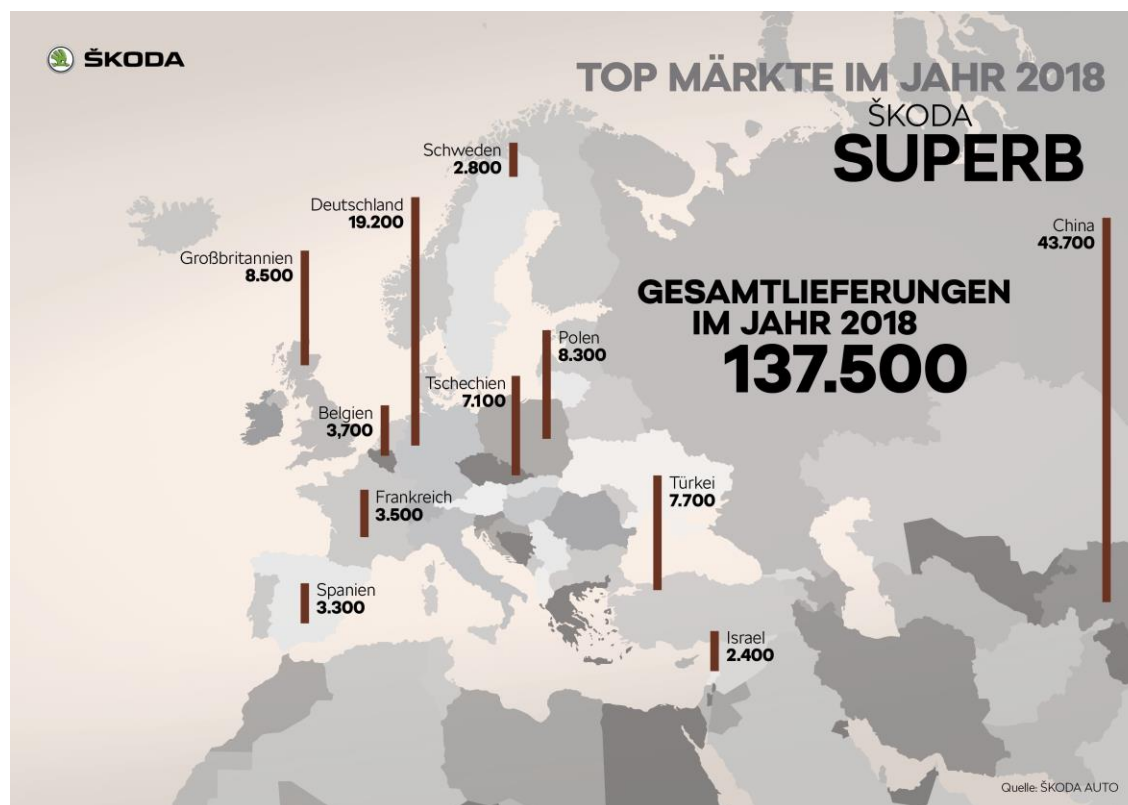 ŠKODA
TOP MÄRKTE IM JAHR 2018
ŠKODA
SUPERB
Schweden
2.800
Deutschland
19.200
China
43.700
Großbritannien
8.500
GESAMTLIEFERUNGEN
IM JAHR 2018
137.500
Polen
8.300
Tschechien
7.100
Belgien
3,700
Frankreich
3.500
Türkei
7.700
Spanien
3.300
Israel
2.400
Quelle: ŠKODA AUTO